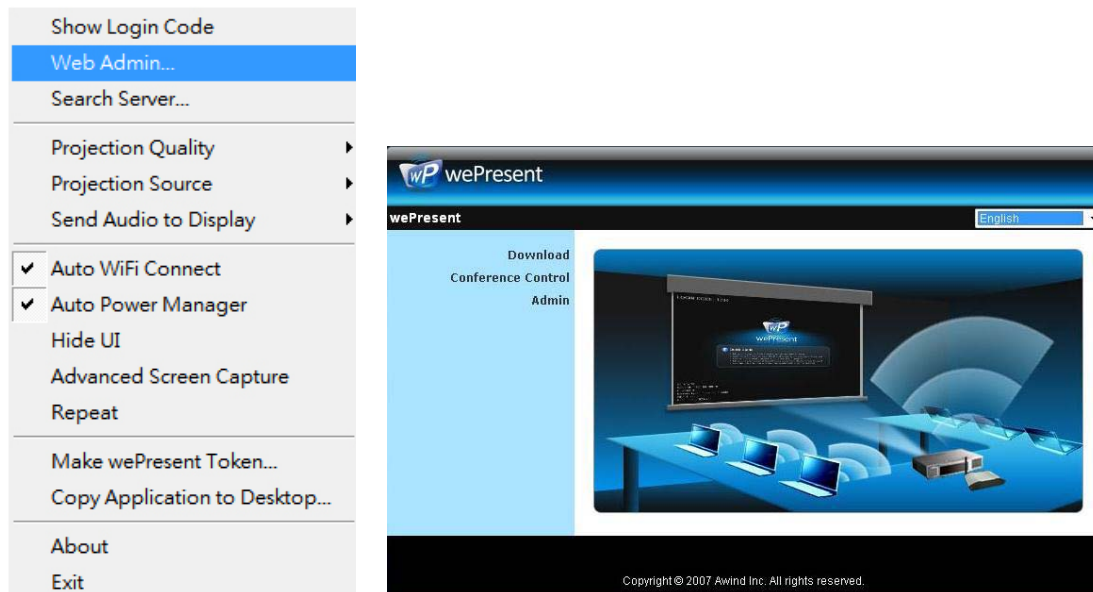 Show Login Code
Web Admin...
Search Server...
Projection Quality
Projection Source
Send Audio to Display
Auto WiFi Connect
Auto Power Manager
Hide UI
Advanced Screen Capture
Repeat
Make wePresent Token...
Copy Application to Desktop...
About
Exit
wP wePresent
wePresent
English
Download
Conference Control
Admin
wP
wePresent
Copyright © 2007 Awind Inc. All rights reserved.